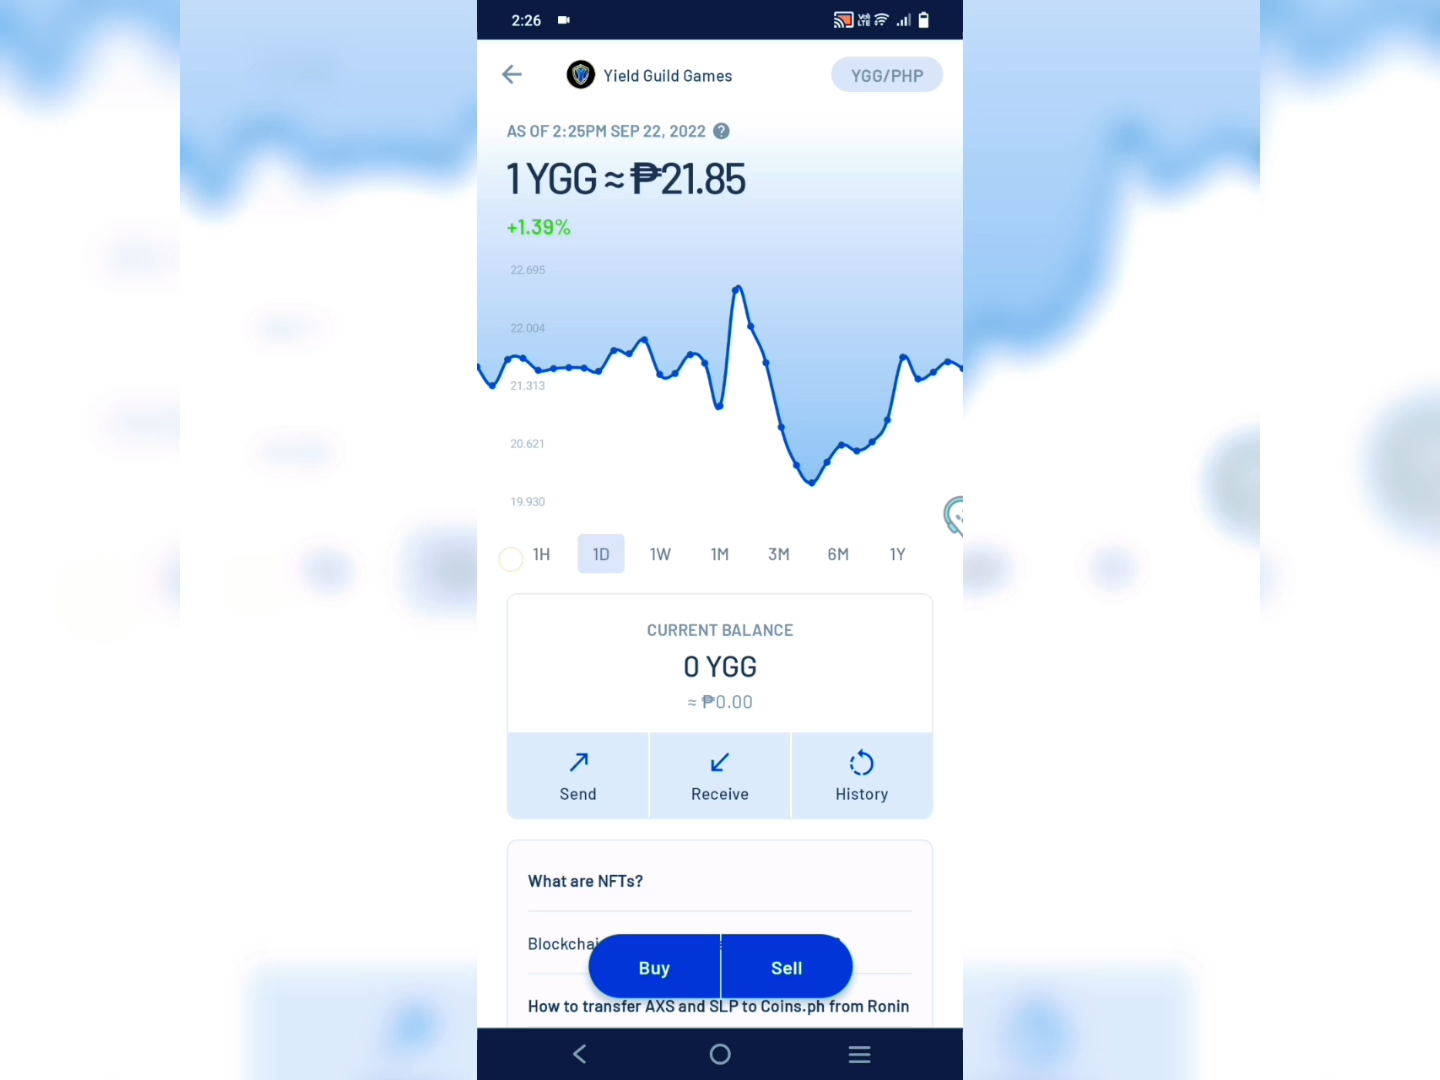 2:26
Vo)
LTE
Yield Guild Games
YGG/PHP
AS OF 2:25PM SEP 22, 2022 ?
1 YGG ≈ ₱21.85
+1.39%
22.695
22.004
21.313
20.621
19.930
1H 1D 1W 1M 3M 6M 1Y
CURRENT BALANCE
0 YGG
≈ ₱0.00
Send Receive History
What are NFTs?
Buy Sell
How to transfer AXS and SLP to Coins.ph from Ronin